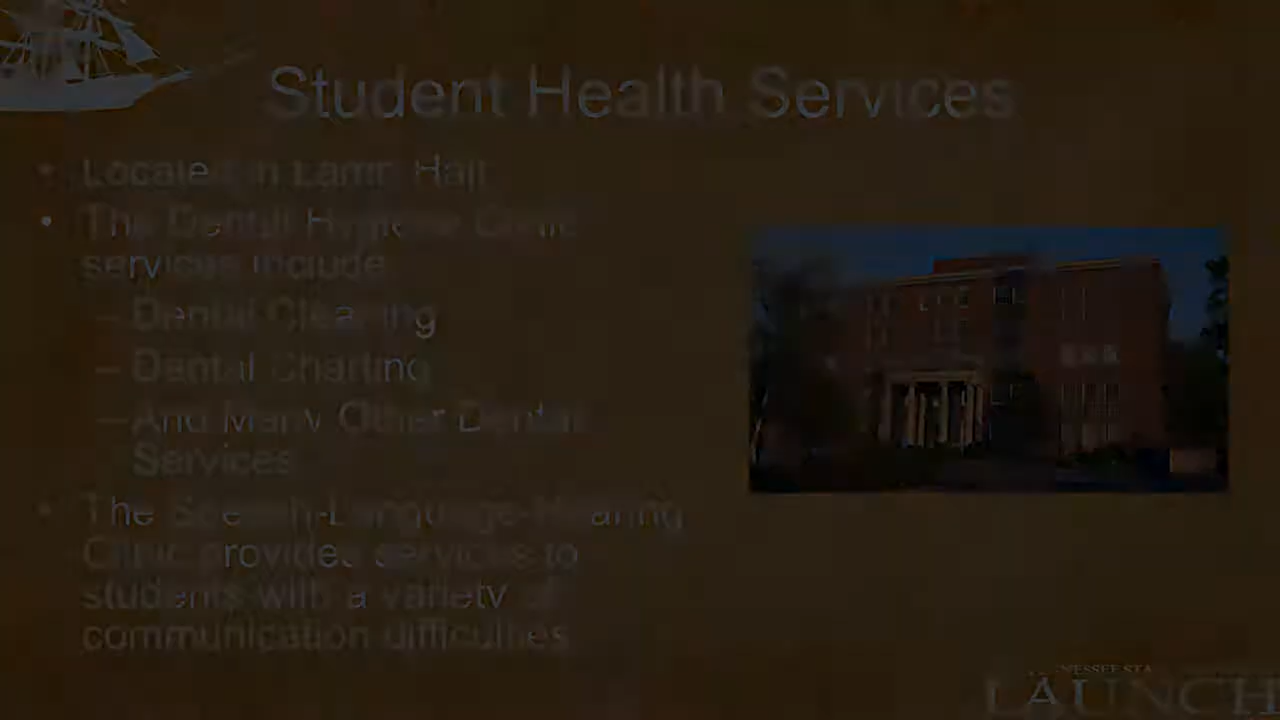 Student Health Services
• Located in Lamp Hall
• The Dental Hygiene Clinic
services include
– Dental Cleaning
– Dental Charting
– And Many Other Dental
Services
• The Speech-Language-Hearing
Clinic provides services to
students with a variety of
communication difficulties
LAUNCH